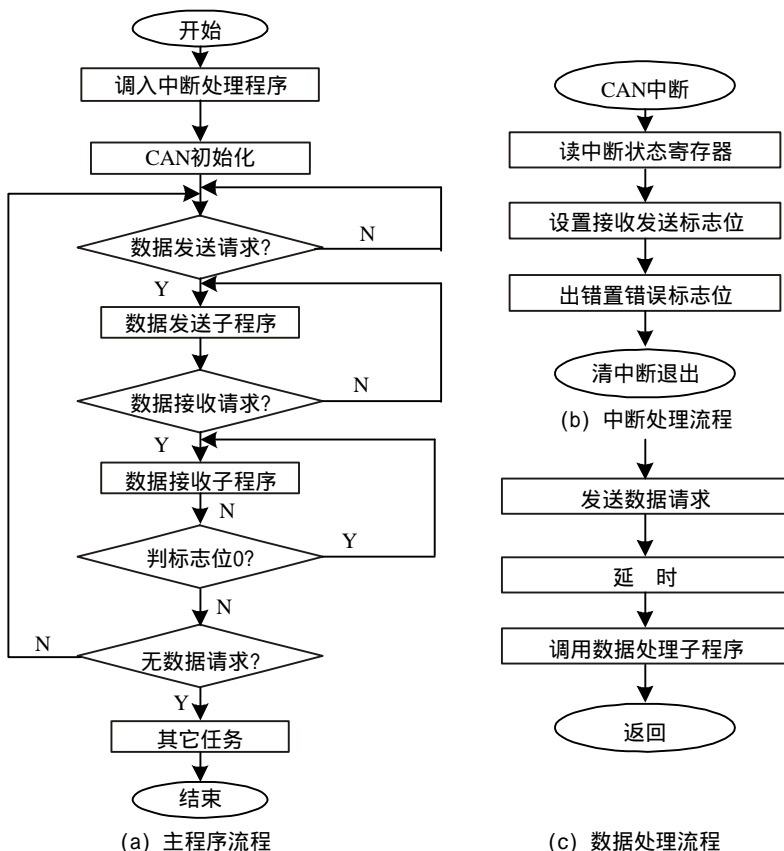 开始
调入中断处理程序
CAN初始化
数据发送请求?
N
Y
数据发送子程序
数据接收请求?
N
Y
数据接收子程序
N
判标志位0?
Y
N
无数据请求?
N
Y
其它任务
结束
(a) 主程序流程
CAN中断
读中断状态寄存器
设置接收发送标志位
出错置错误标志位
清中断退出
(b) 中断处理流程
发送数据请求
延 时
调用数据处理子程序
返回
(c) 数据处理流程